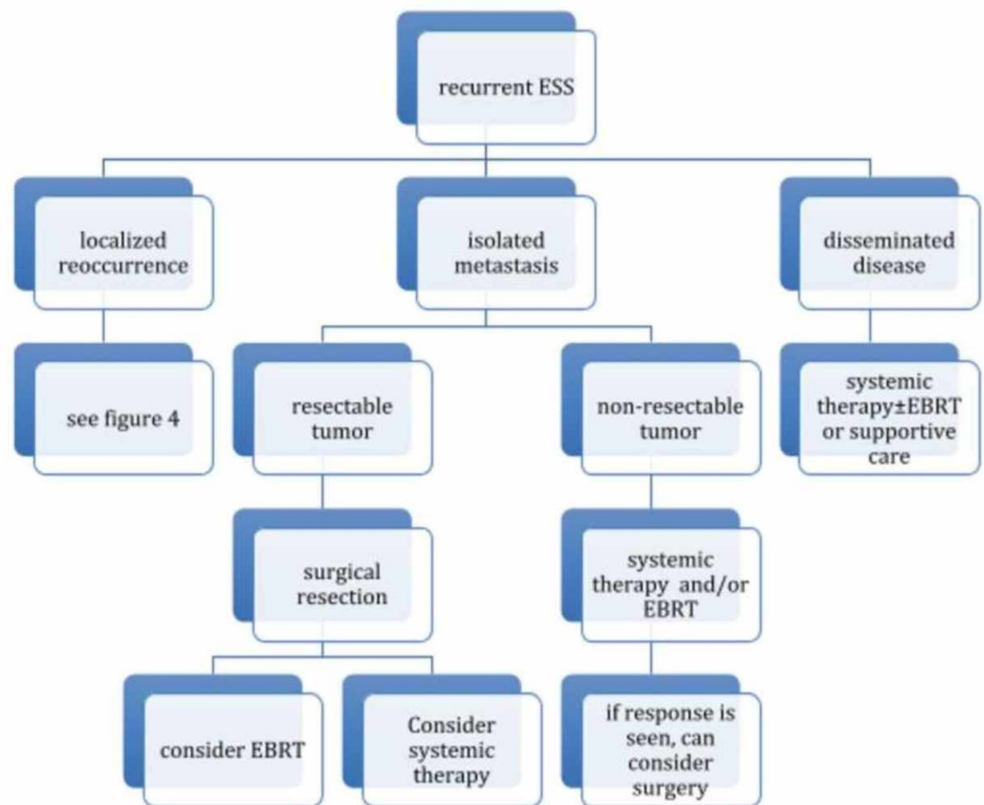 recurrent ESS
localized
reoccurrence
isolated
metastasis
disseminated
disease
see figure 4
resectable
tumor
non-resectable
tumor
systemic
therapy±EBRT
or supportive
care
surgical
resection
systemic
therapy and/or
EBRT
consider EBRT
Consider
systemic
therapy
if response is
seen, can
consider
surgery